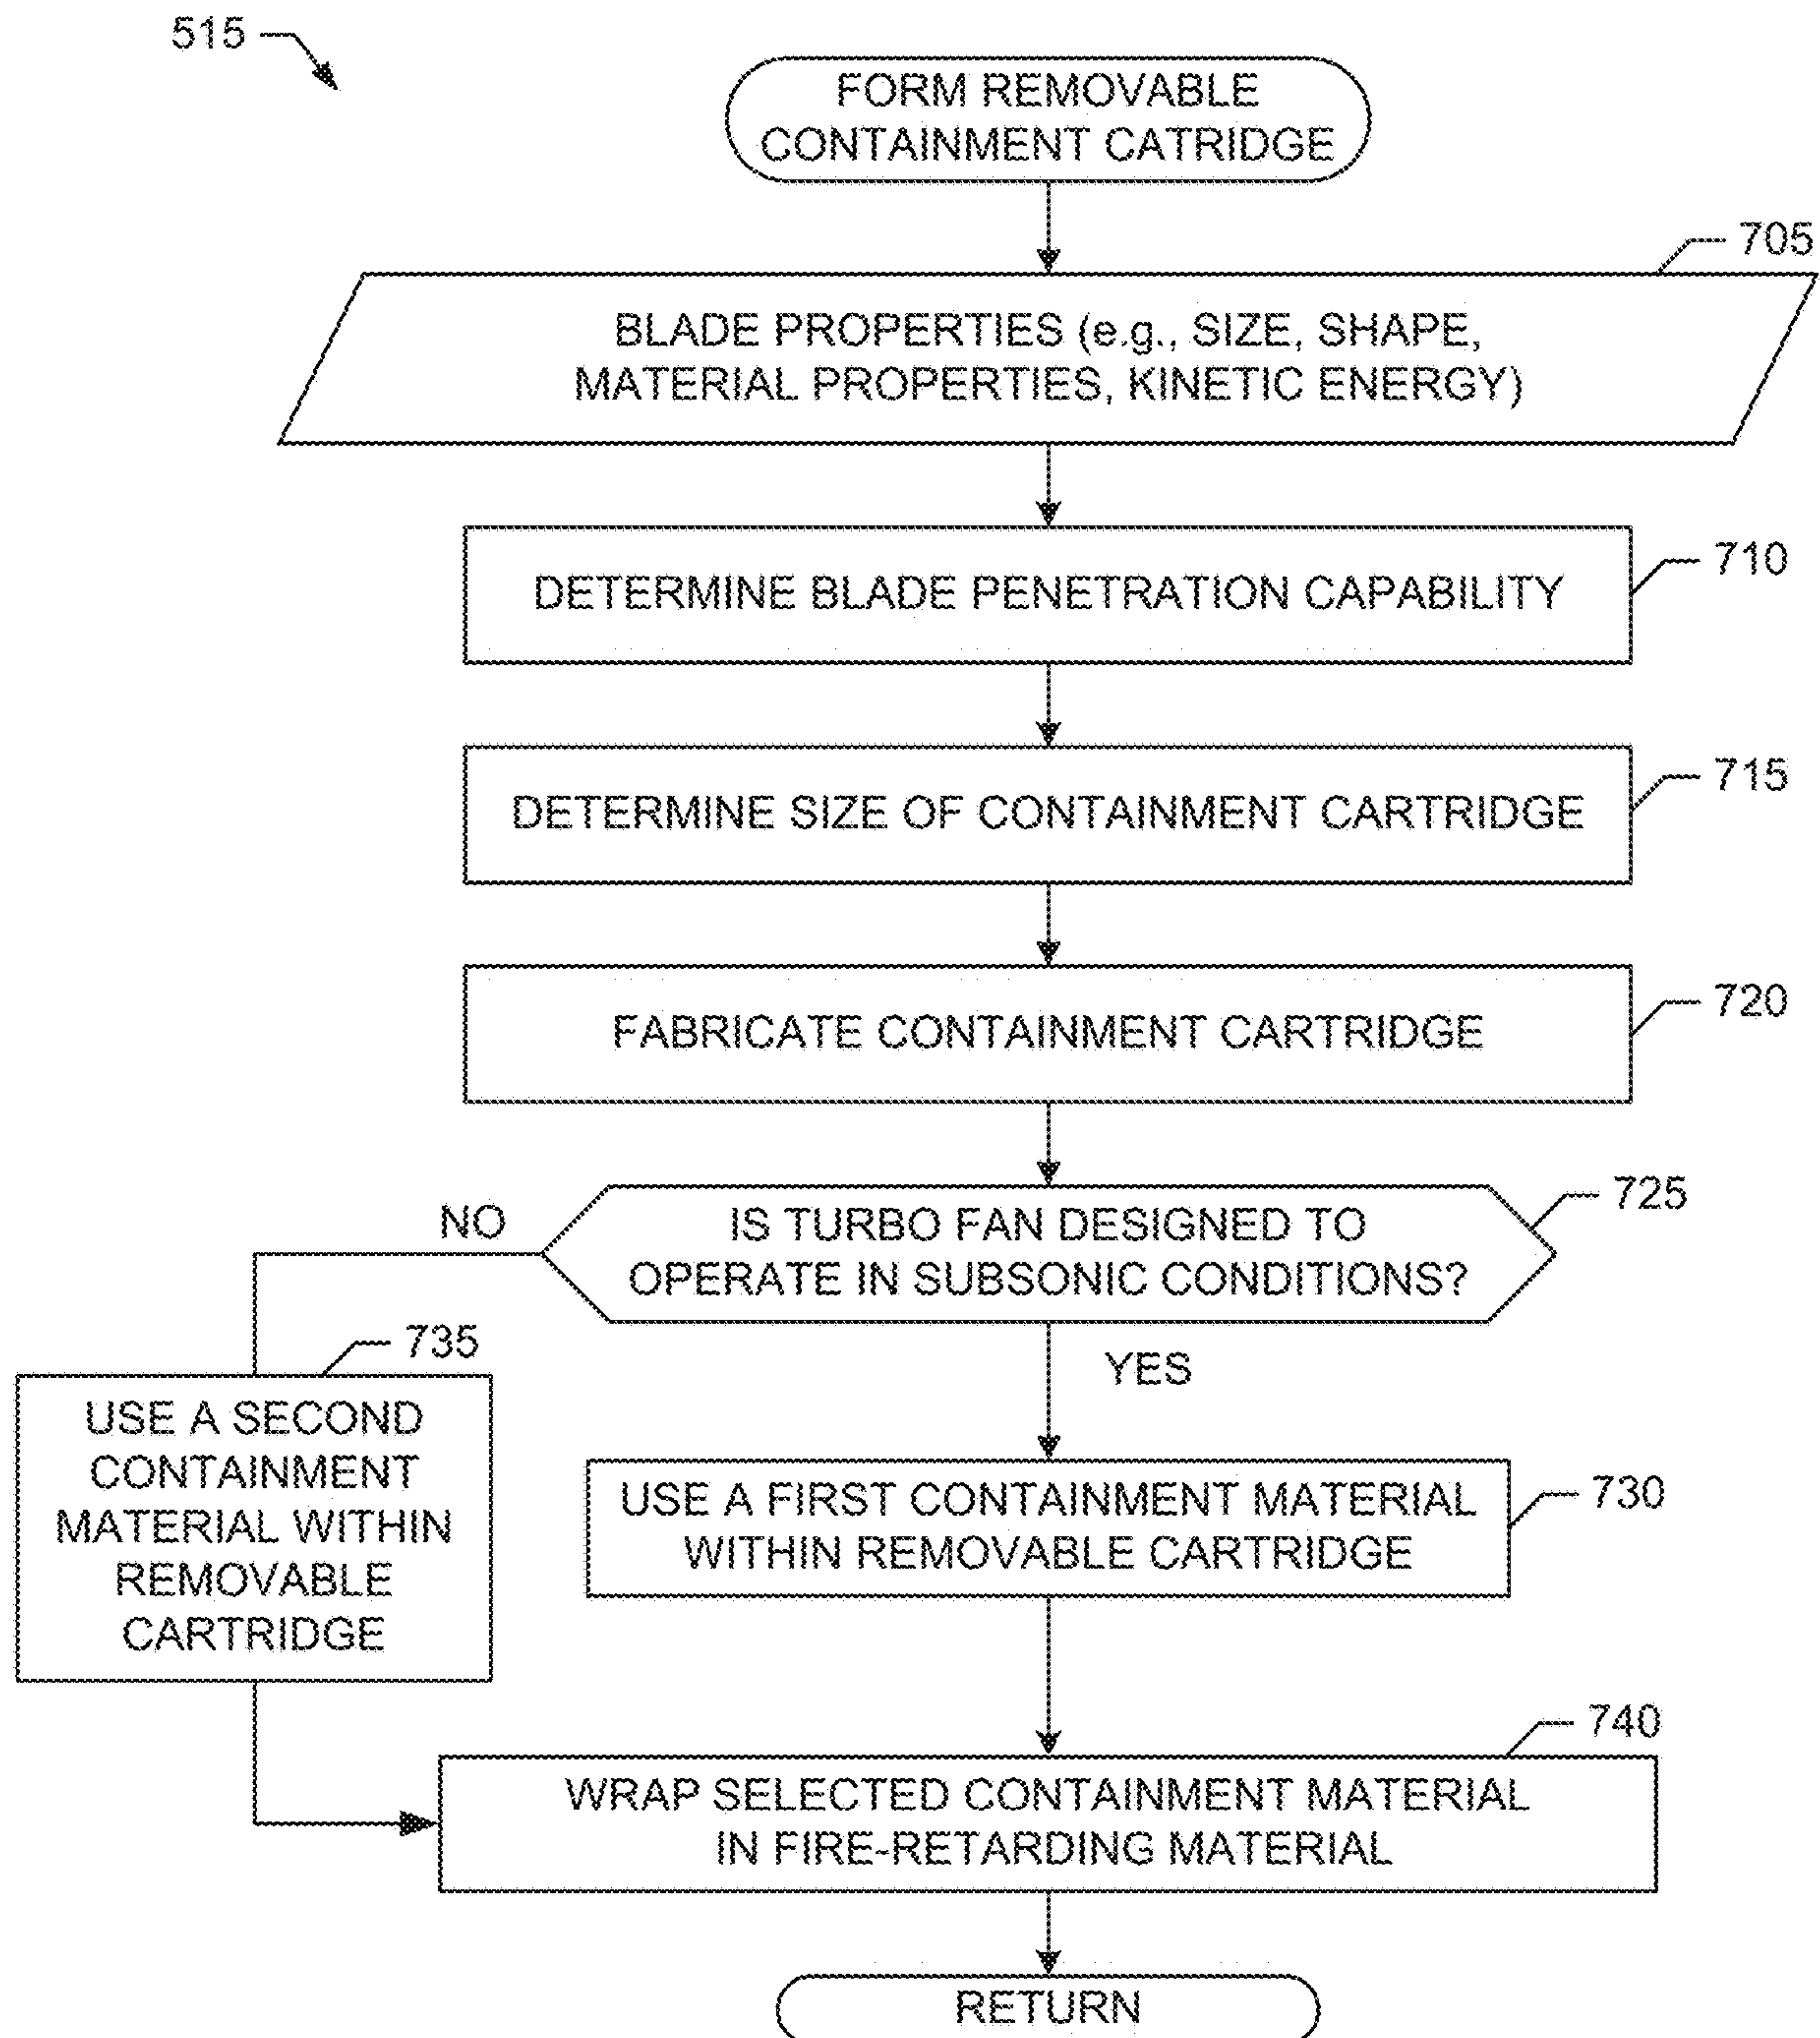 515
FORM REMOVABLE
CONTAINMENT CATRIDGE
705
BLADE PROPERTIES (e.g., SIZE, SHAPE,
MATERIAL PROPERTIES, KINETIC ENERGY)
710
DETERMINE BLADE PENETRATION CAPABILITY
715
DETERMINE SIZE OF CONTAINMENT CARTRIDGE
720
FABRICATE CONTAINMENT CARTRIDGE
725
IS TURBO FAN DESIGNED TO
OPERATE IN SUBSONIC CONDITIONS?
NO
YES
735
USE A SECOND
CONTAINMENT
MATERIAL WITHIN
REMOVABLE
CARTRIDGE
730
USE A FIRST CONTAINMENT MATERIAL
WITHIN REMOVABLE CARTRIDGE
740
WRAP SELECTED CONTAINMENT MATERIAL
IN FIRE-RETARDING MATERIAL
RETURN